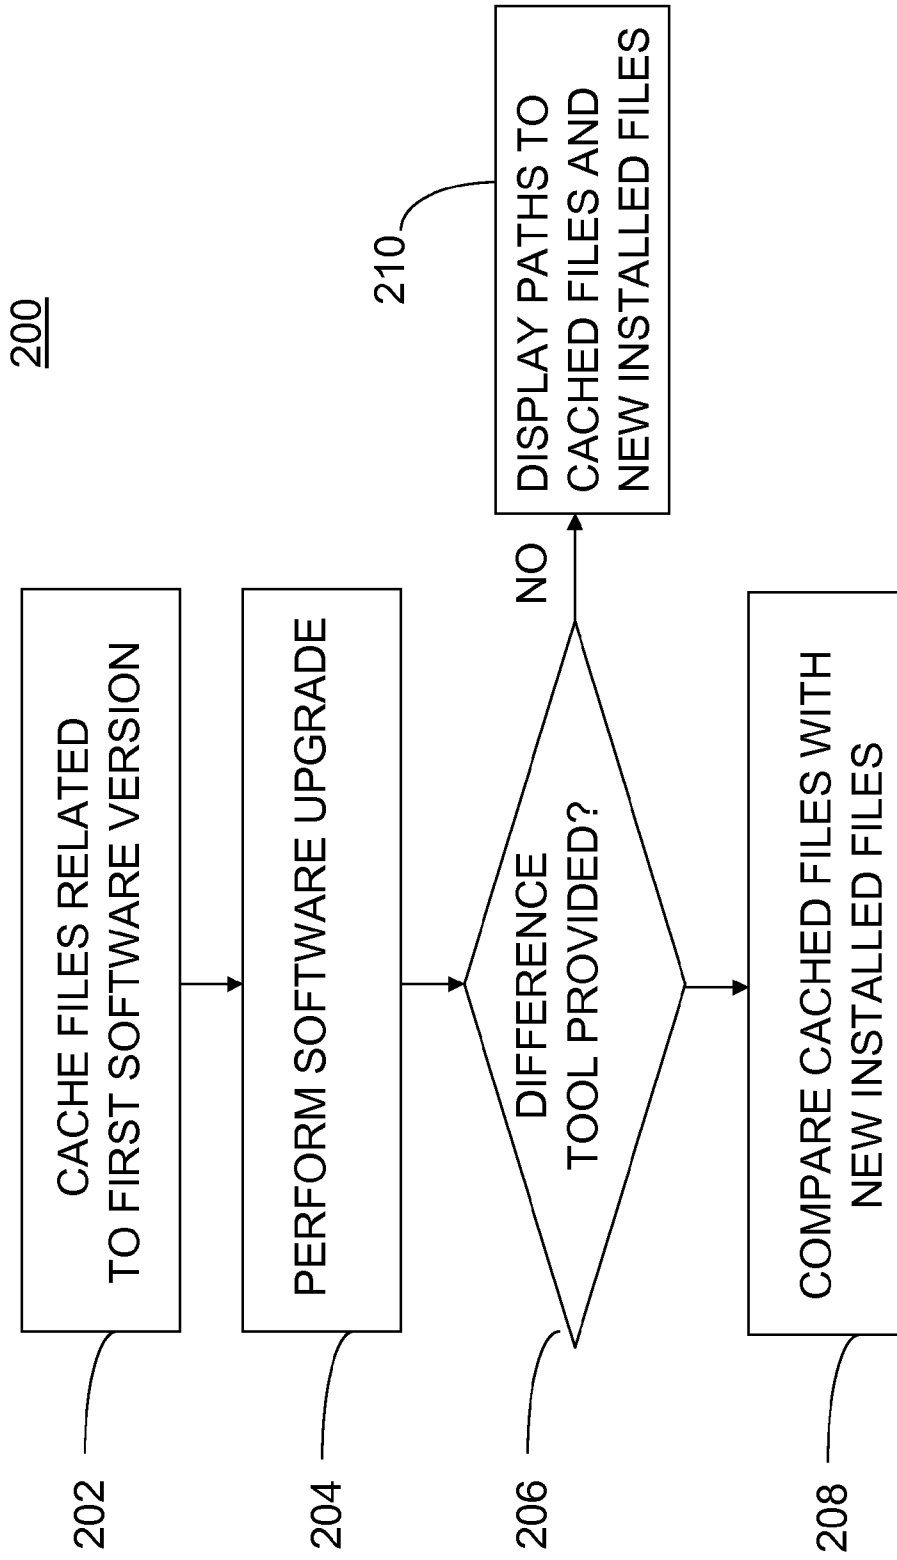 200
202
CACHE FILES RELATED
TO FIRST SOFTWARE VERSION
204
PERFORM SOFTWARE UPGRADE
206
DIFFERENCE
TOOL PROVIDED?
NO
210
DISPLAY PATHS TO
CACHED FILES AND
NEW INSTALLED FILES
208
COMPARE CACHED FILES WITH
NEW INSTALLED FILES